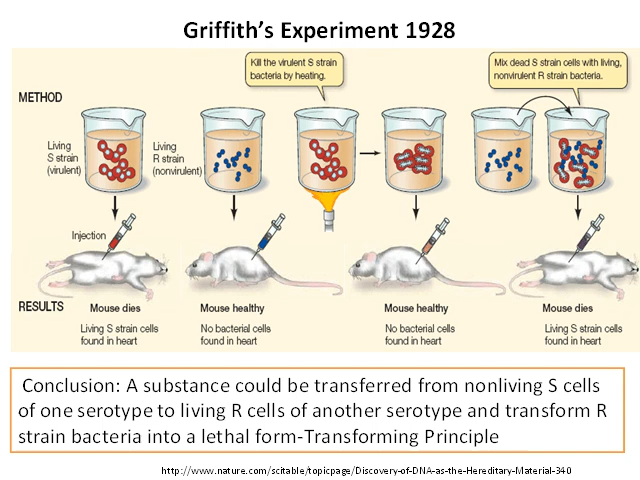 Griffith's Experiment 1928
Kill the virulent S strain
bacteria by heating.
Mix dead S strain cells with living,
nonvirulent R strain bacteria.
METHOD
Living
S strain
(virulent)
Living
R strain
(nonvirulent)
Injection
RESULTS
Mouse dies
Living S strain cells
found in heart
Mouse healthy
No bacterial cells
found in heart
Mouse healthy
No bacterial cells
found in heart
Mouse dies
Living S strain cells
found in heart
Conclusion: A substance could be transferred from nonliving S cells
of one serotype to living R cells of another serotype and transform R
strain bacteria into a lethal form-Transforming Principle
http://www.nature.com/scitable/topicpage/Discovery-of-DNA-as-the-Hereditary-Material-340